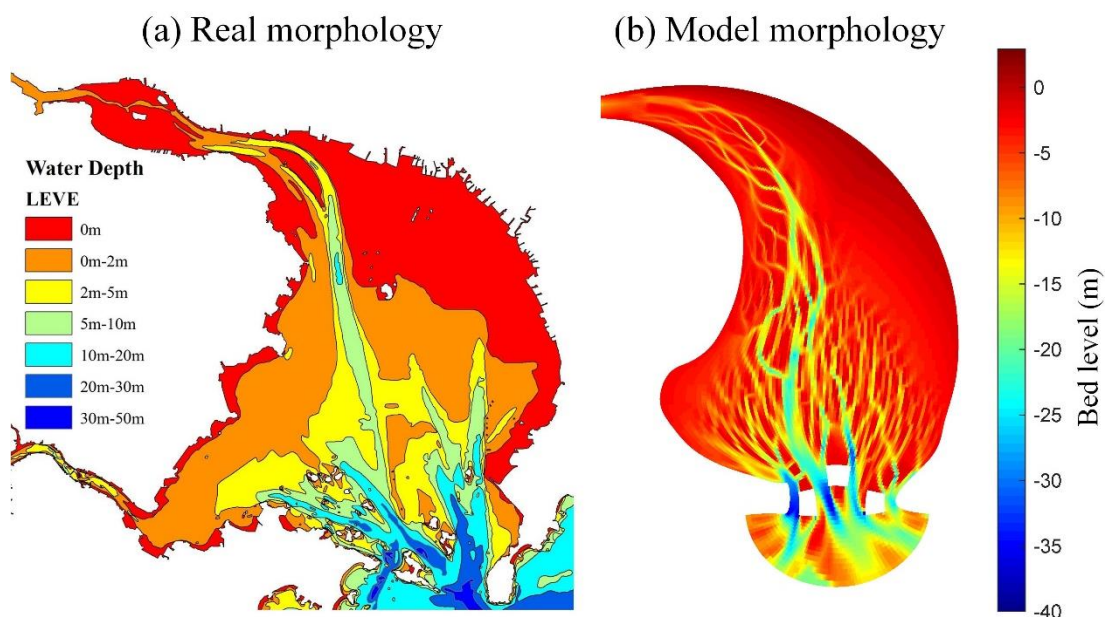 (a) Real morphology
(b) Model morphology
Water Depth
LEVE
0m
0m-2m
2m-5m
5m-10m
10m-20m
20m-30m
30m-50m
0
-5
-10
-15
-20
-25
-30
-35
-40
Bed level (m)